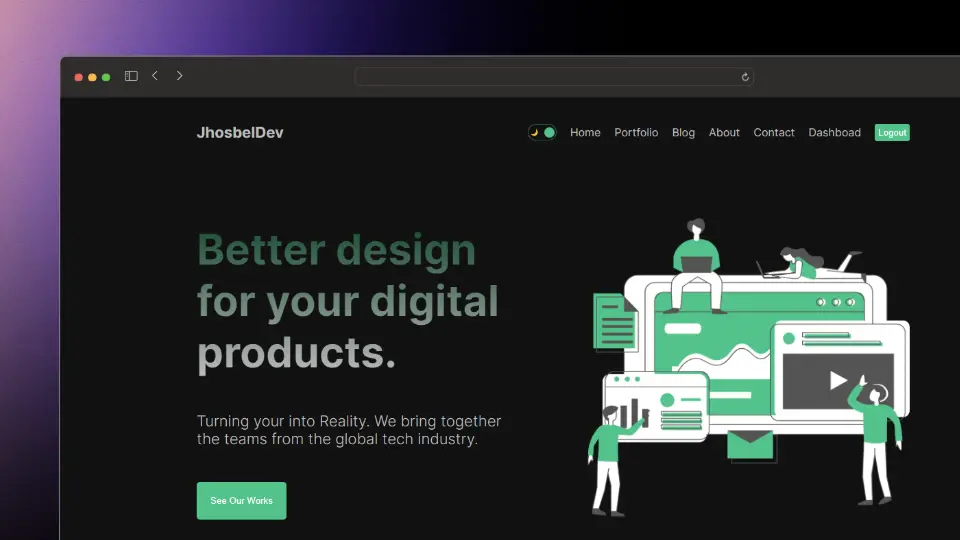 JhosbelDev
Home Portfolio Blog About Contact Dashboad Logout
Better design
for your digital
products.
Turning your into Reality. We bring together
the teams from the global tech industry.
See Our Works